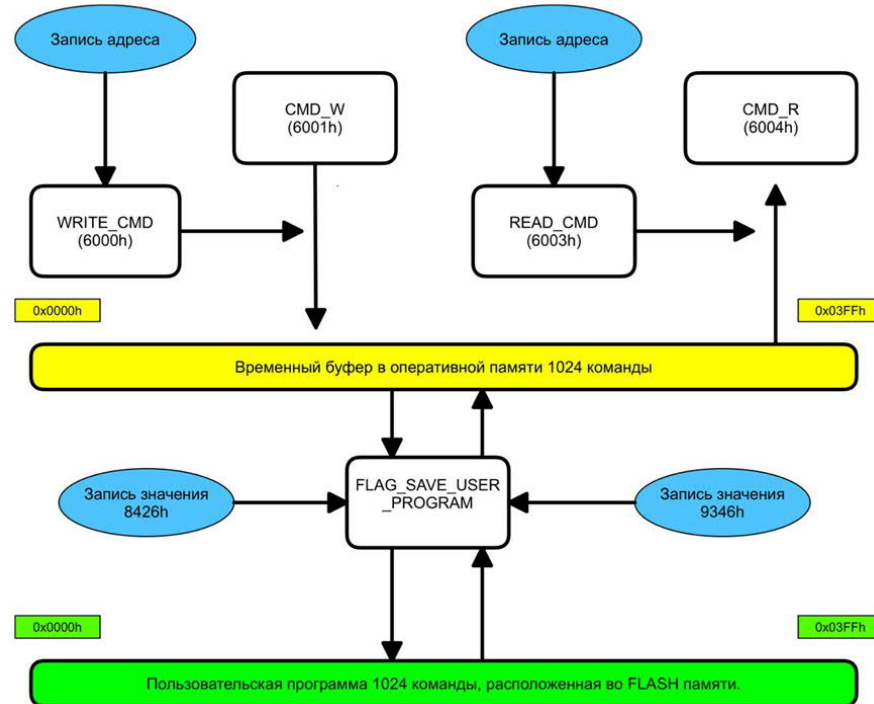 Запись адреса
Запись адреса
CMD_W
(6001h)
CMD_R
(6004h)
WRITE_CMD
(6000h)
READ_CMD
(6003h)
0x0000h
0x03FFh
Временный буфер в оперативной памяти 1024 команды
Запись значения
8426h
FLAG_SAVE_USER
_PROGRAM
Запись значения
9346h
0x0000h
0x03FFh
Пользовательская программа 1024 команды, расположенная во FLASH памяти.